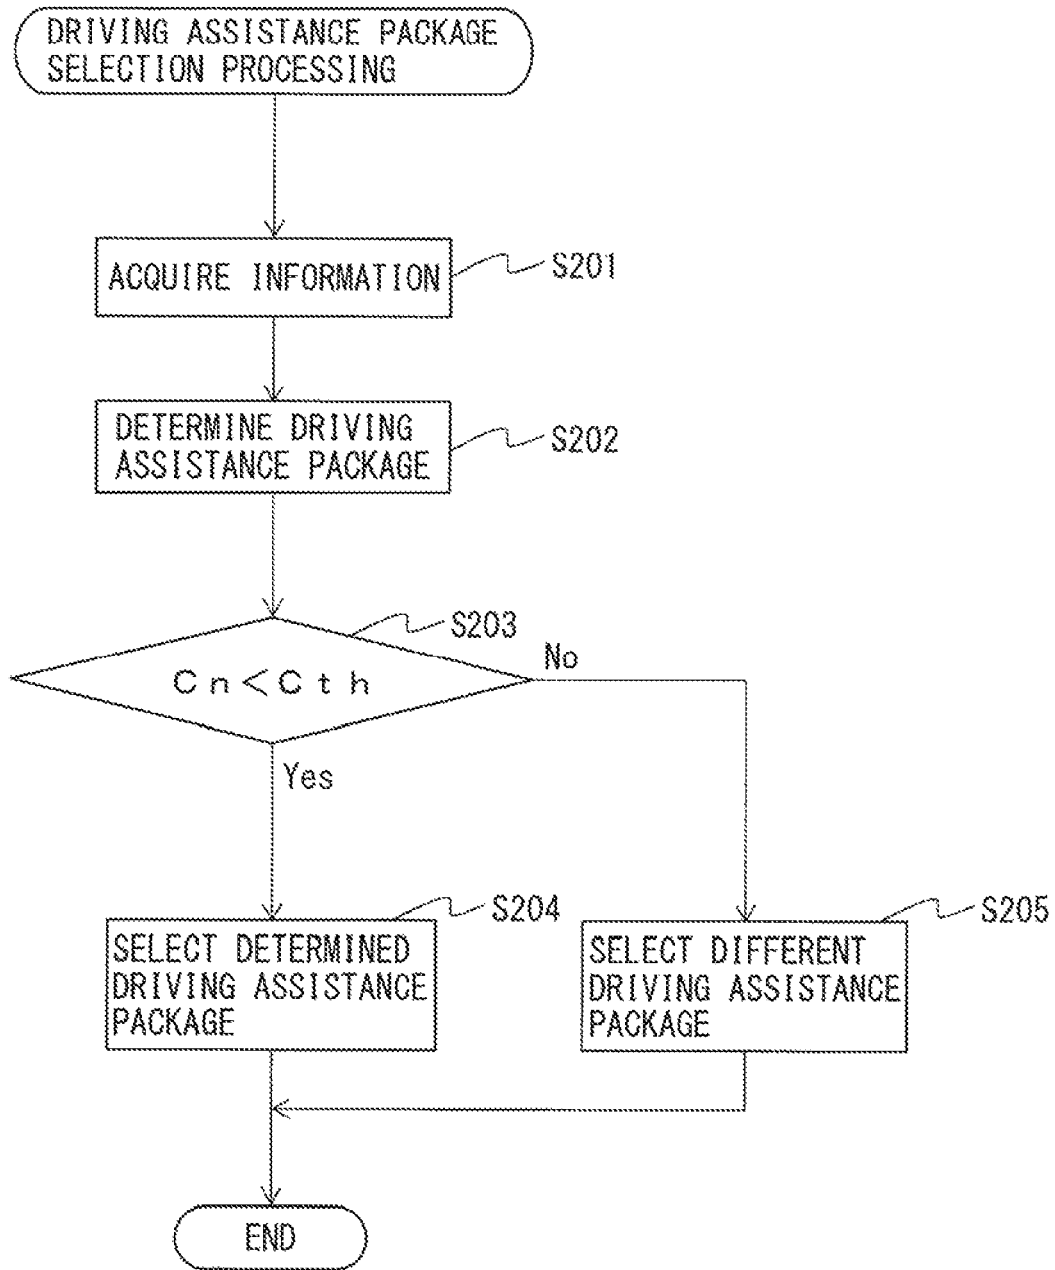 DRIVING ASSISTANCE PACKAGE
SELECTION PROCESSING
ACQUIRE INFORMATION
S201
DETERMINE DRIVING
ASSISTANCE PACKAGE
S202
S203
Cn<Cth
No
Yes
S204
SELECT DETERMINED
DRIVING ASSISTANCE
PACKAGE
S205
SELECT DIFFERENT
DRIVING ASSISTANCE
PACKAGE
END